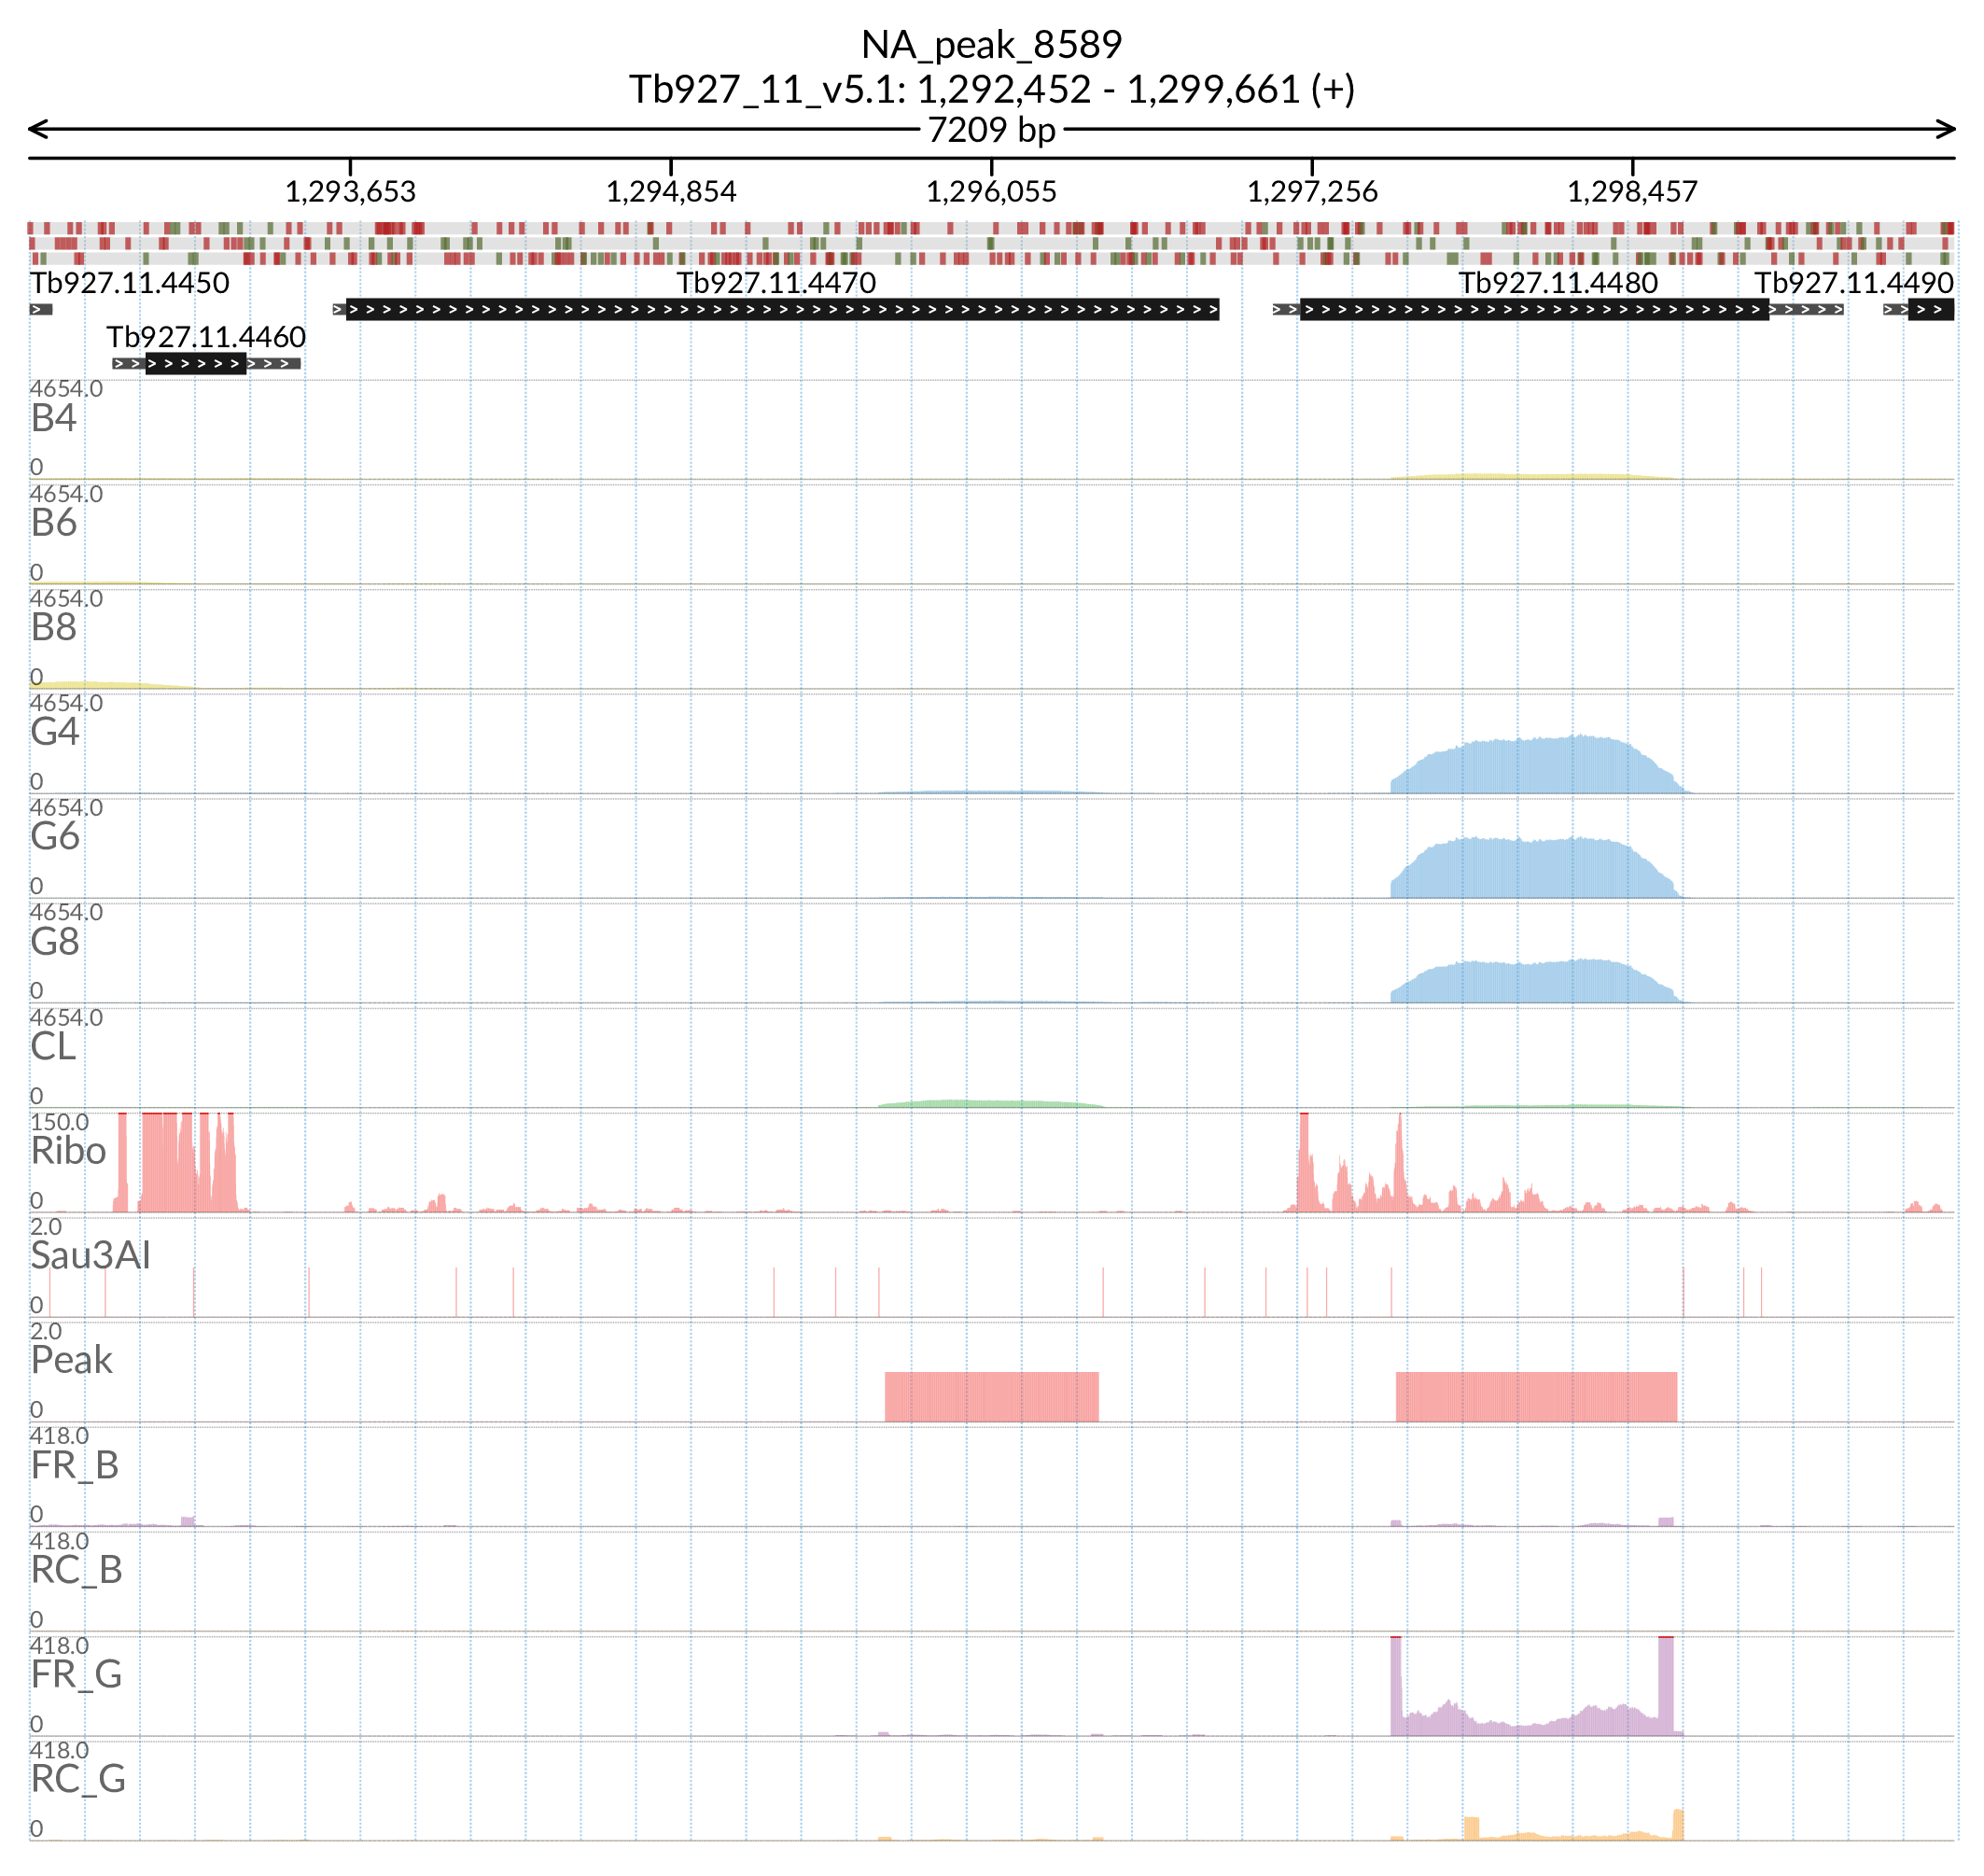 NA_peak_8589
Tb927_11_v5.1: 1,292,452 - 1,299,661 (+)
7209 bp
1,293,653 1,294,854 1,296,055 1,297,256 1,298,457
Tb927.11.4450 Tb927.11.4470 Tb927.11.4480 Tb927.11.4490
Tb927.11.4460
4654.0
B4
0
4654.0
B6
0
4654.0
B8
0
4654.0
G4
0
4654.0
G6
0
4654.0
G8
0
4654.0
CL
0
150.0
Ribo
0
2.0
Sau3AI
0
2.0
Peak
0
418.0
FR_B
0
418.0
RC_B
0
418.0
FR_G
0
418.0
RC_G
0